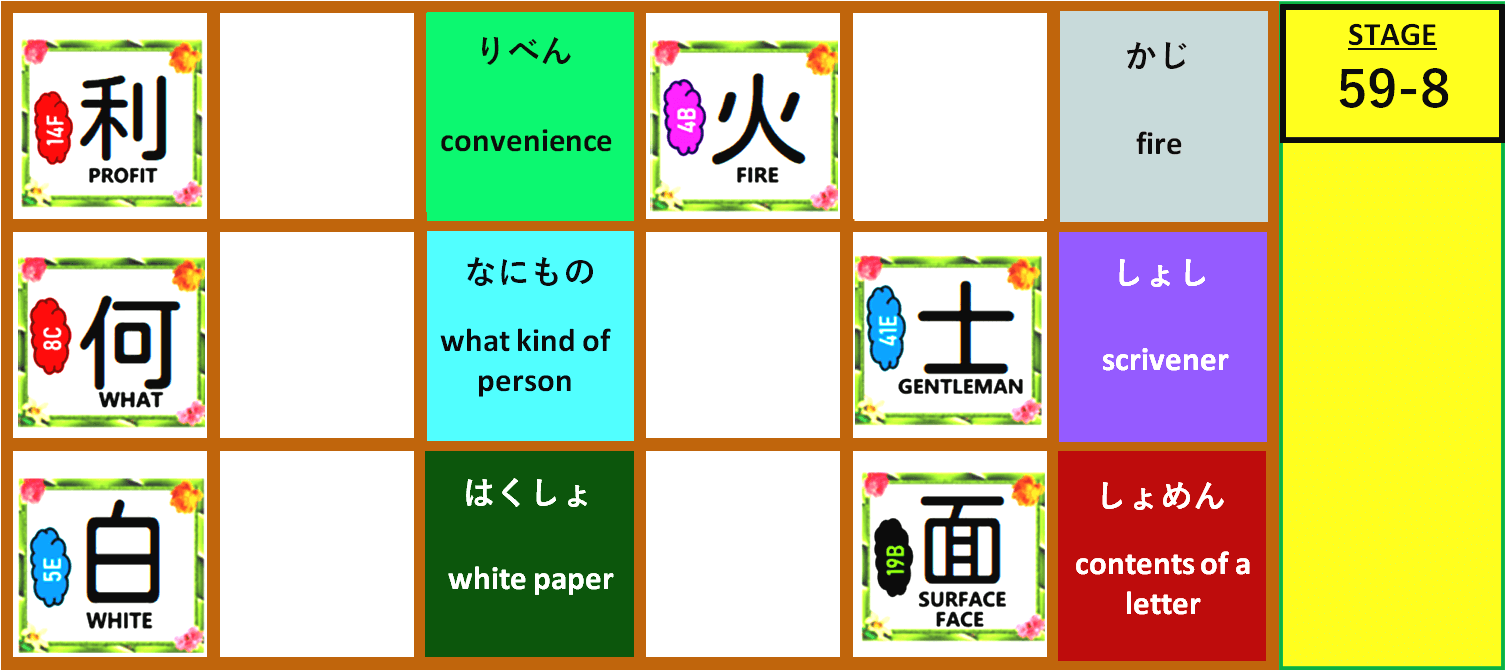 14F
利
PROFIT
りべん
convenience
4B
火
FIRE
かじ
fire
STAGE
59-8
8C
何
WHAT
なにもの
what kind of
person
41E
士
GENTLEMAN
しょし
scrivener
5E
白
WHITE
はくしょ
white paper
19B
面
SURFACE
FACE
しょめん
contents of a
letter